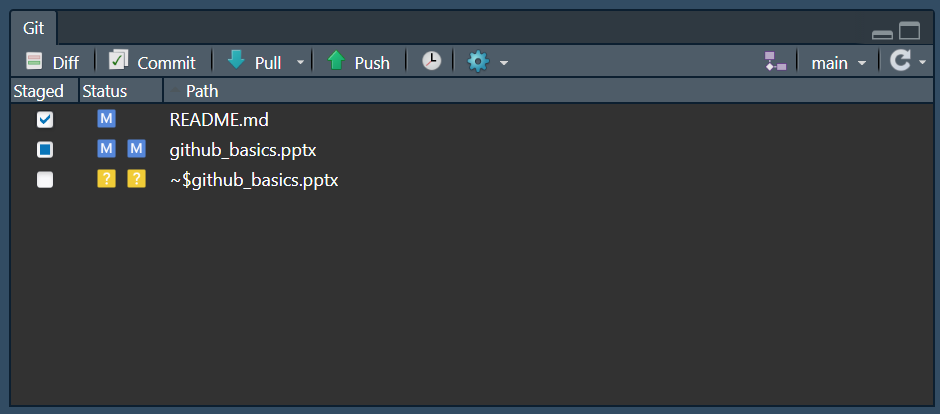 Git
Diff Commit Pull Push main
Staged Status Path
M README.md
M M github_basics.pptx
? ? ~$github_basics.pptx